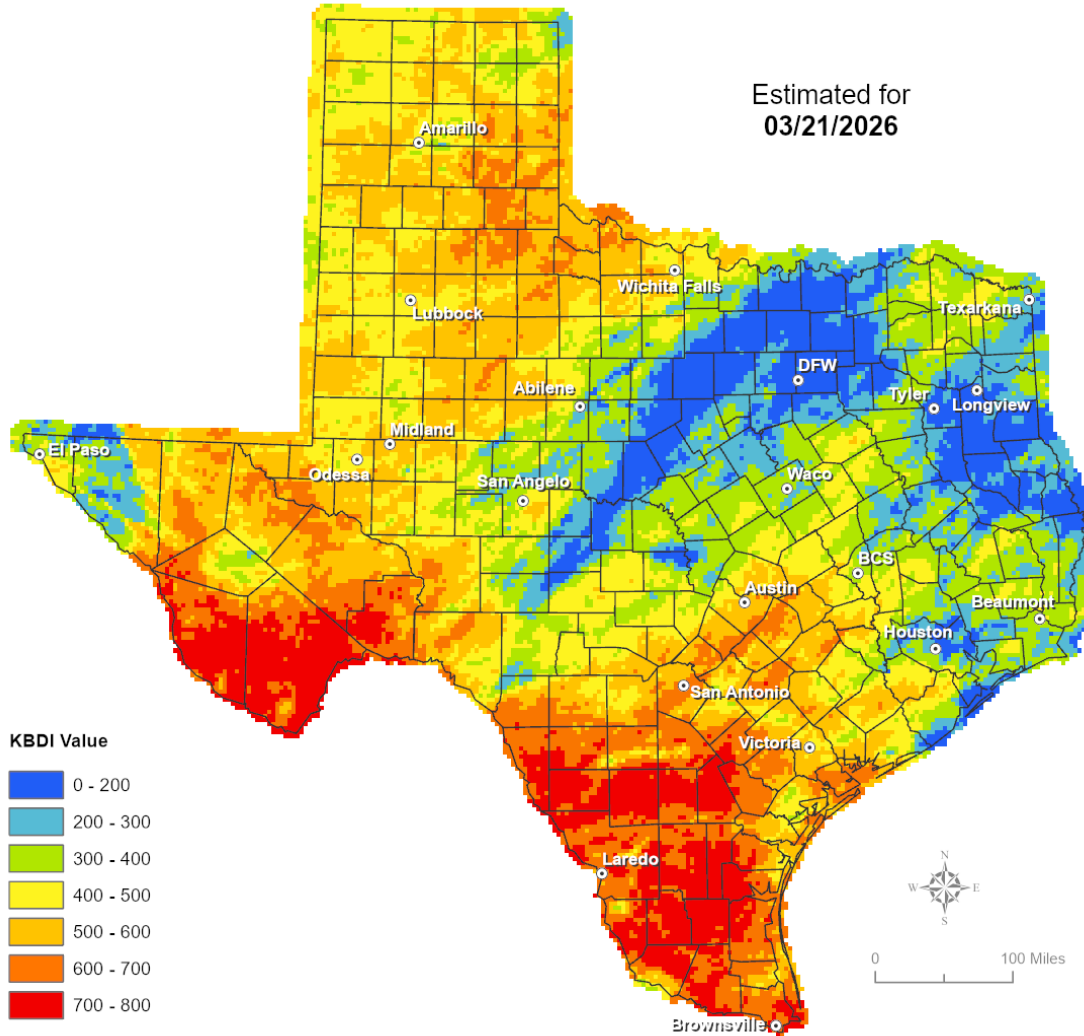 Estimated for
03/21/2026
Amarillo
Wichita Falls
Lubbock
Texarkana
DFW
Abilene
Tyler
Longview
Midland
El Paso
Odessa
San Angelo
Waco
BCS
Austin
Beaumont
Houston
San Antonio
Victoria
Laredo
Brownsville
KBDI Value
0 - 200
200 - 300
300 - 400
400 - 500
500 - 600
600 - 700
700 - 800
N
W E
S
0 100 Miles